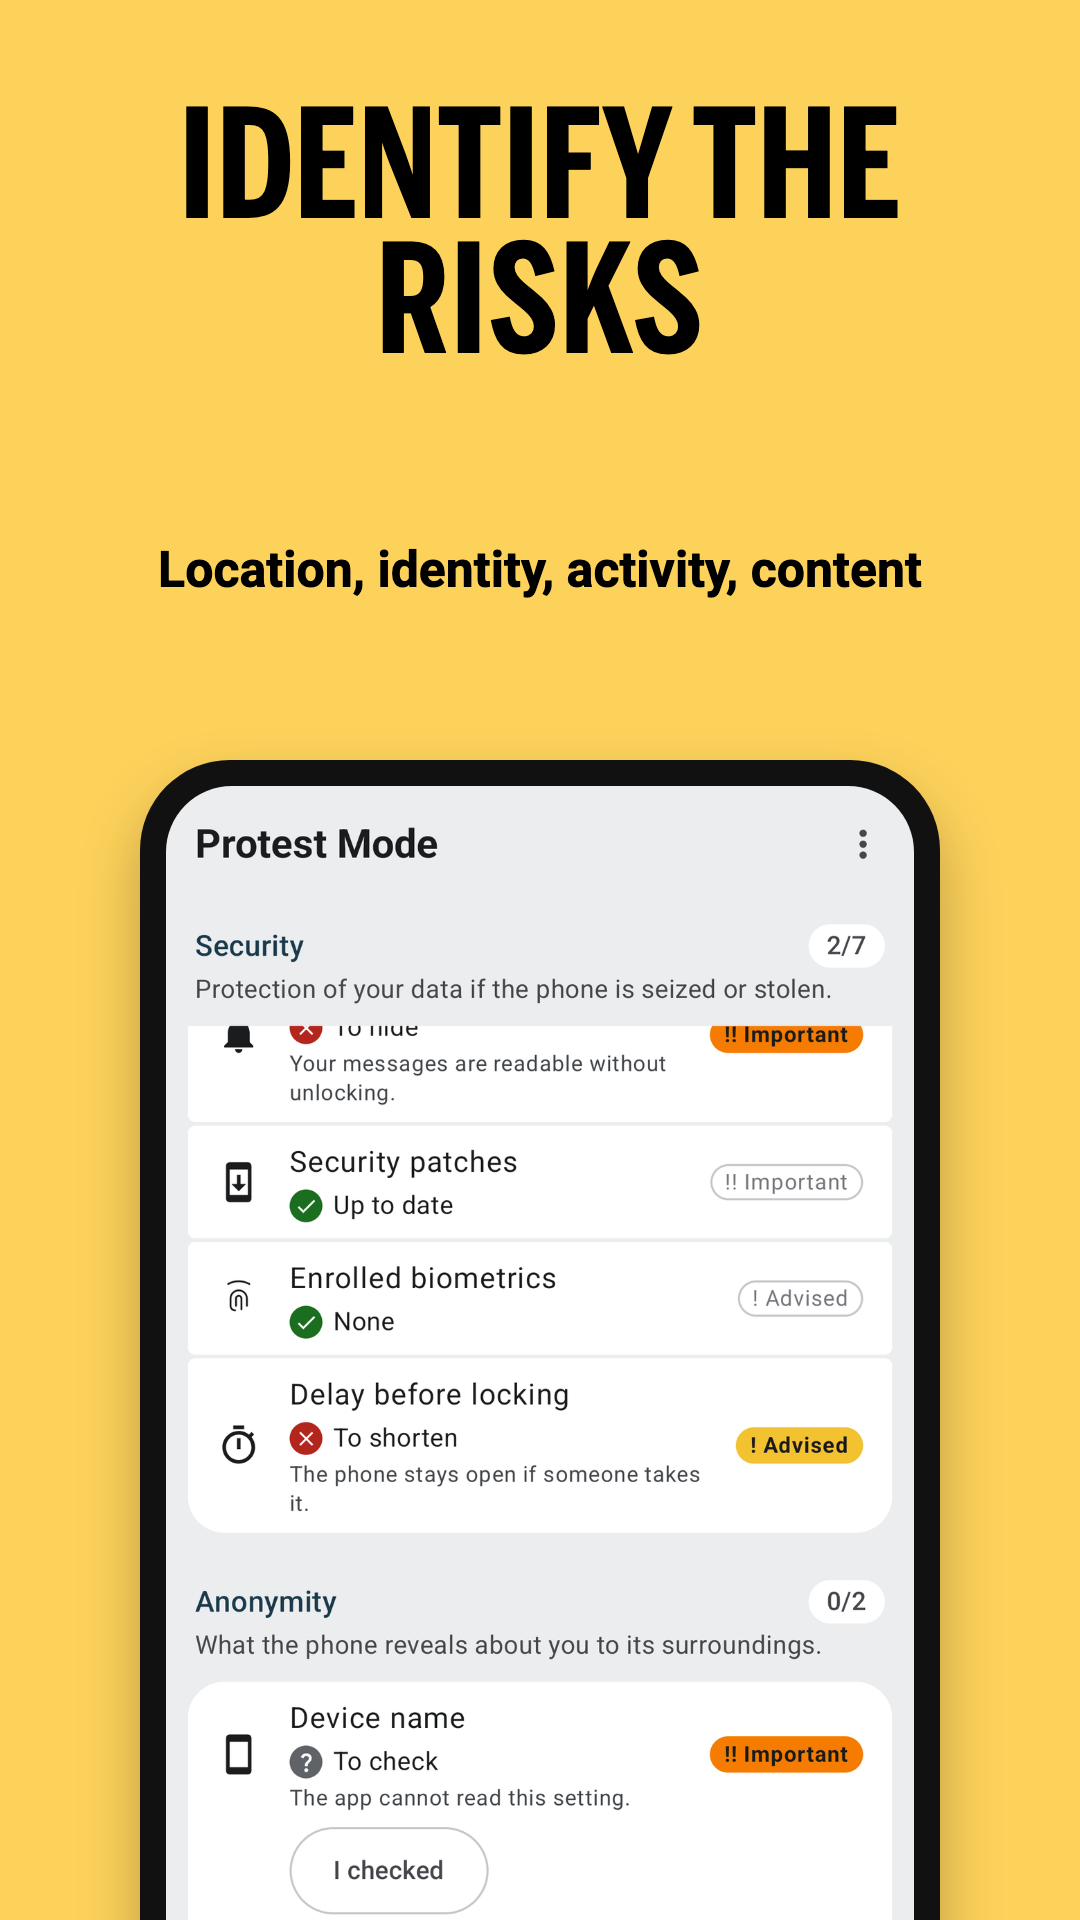 IDENTIFY THE
RISKS
Location, identity, activity, content
Protest Mode
Security
2/7
Protection of your data if the phone is seized or stolen.
To hide
!! Important
Your messages are readable without
unlocking.
Security patches
!! Important
Up to date
Enrolled biometrics
! Advised
None
Delay before locking
To shorten
! Advised
The phone stays open if someone takes
it.
Anonymity
0/2
What the phone reveals about you to its surroundings.
Device name
? To check
!! Important
The app cannot read this setting.
I checked